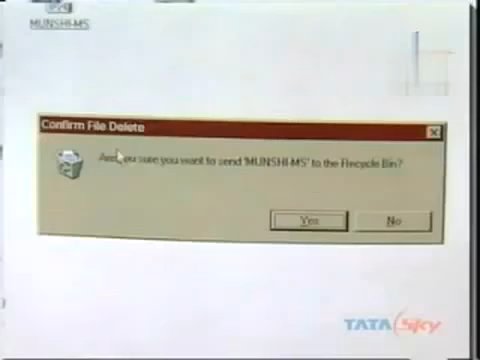 MUNSHI-MS
Confirm File Delete
Are you sure you want to send 'MUNSHI-MS' to the Recycle Bin?
Yes
No
TATA Sky